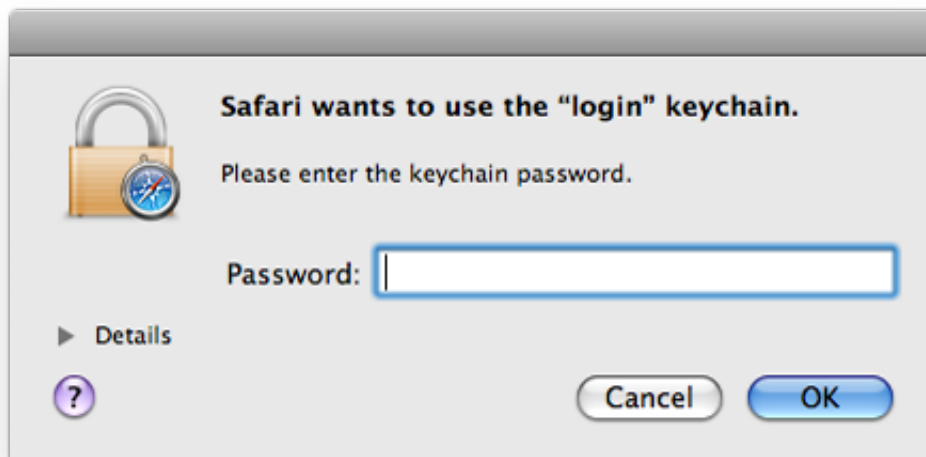 Safari wants to use the “login” keychain.
Please enter the keychain password.
Password:
Details
?
Cancel
OK